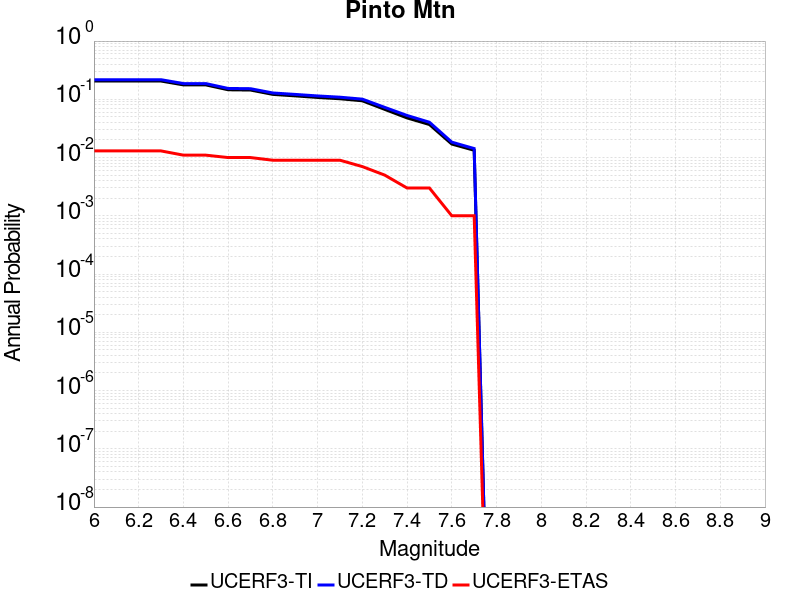 Pinto Mtn
Annual Probability
10^0
10^-1
10^-2
10^-3
10^-4
10^-5
10^-6
10^-7
10^-8
6 6.2 6.4 6.6 6.8 7 7.2 7.4 7.6 7.8 8 8.2 8.4 8.6 8.8 9
Magnitude
UCERF3-TI UCERF3-TD UCERF3-ETAS